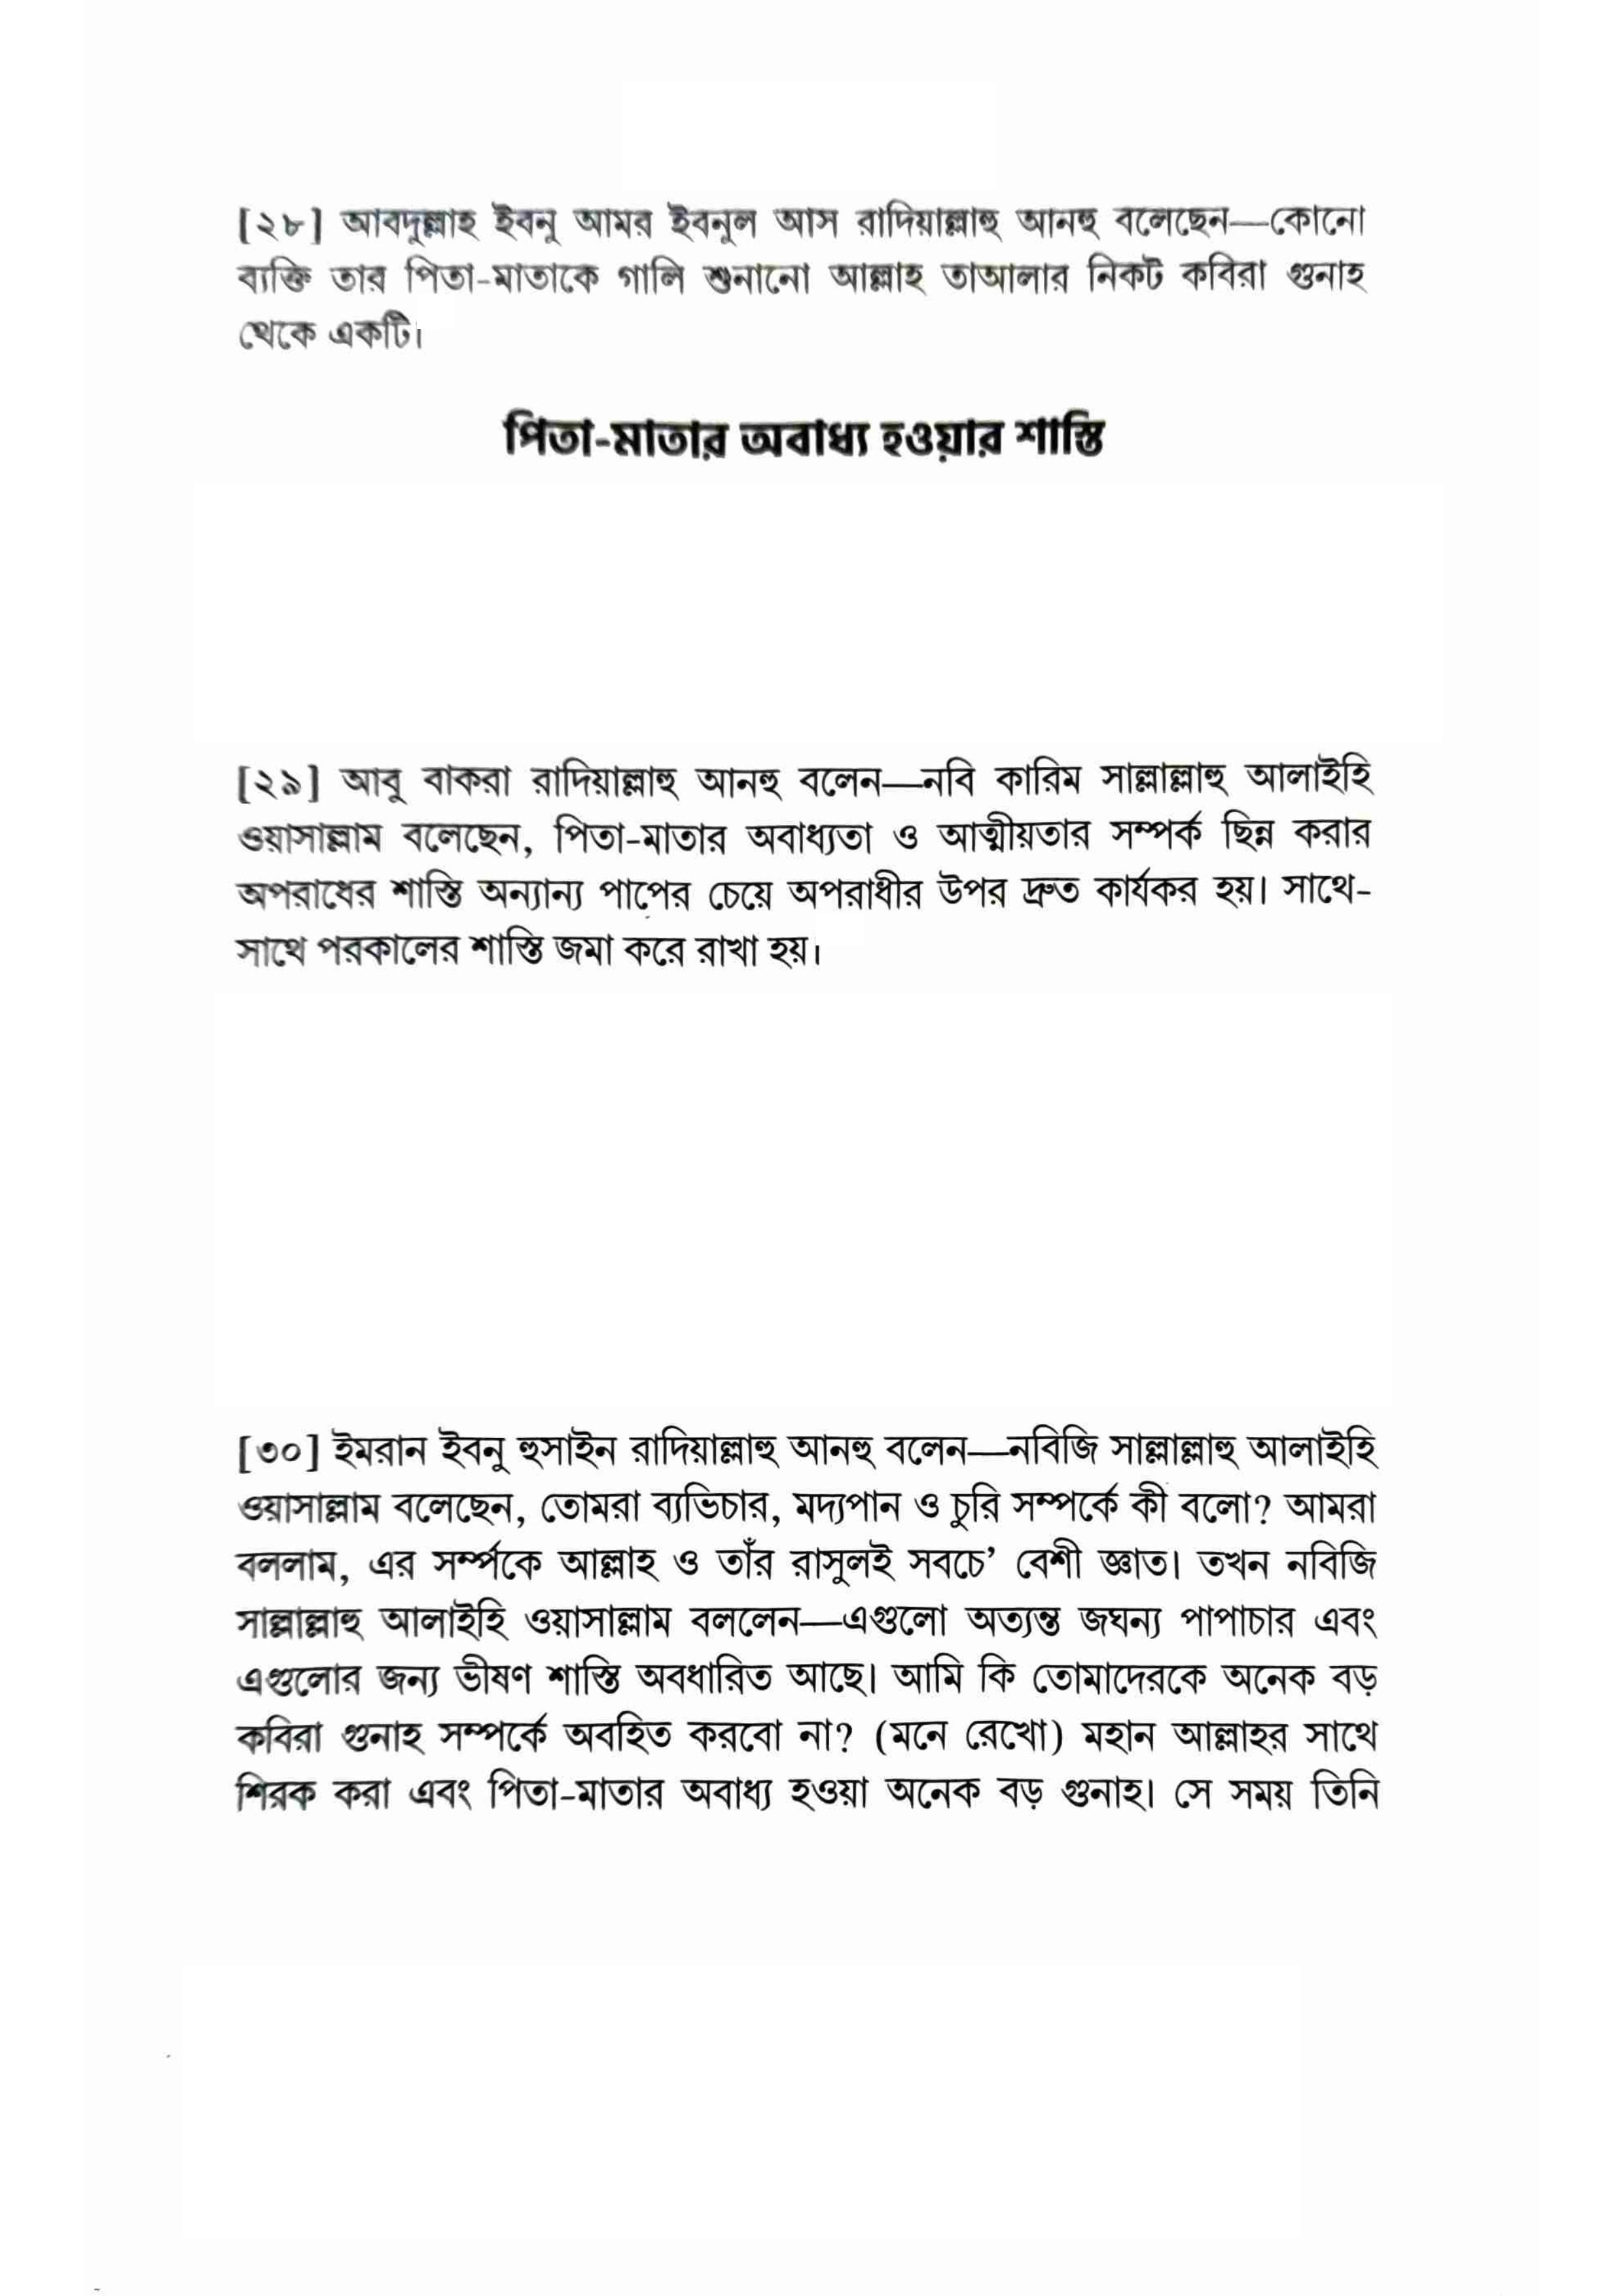 [২৮] আবদুল্লাহ ইবনু আমর ইবনুল আস রাদিয়াল্লাহু আনহু বলেছেন—কোনো
ব্যক্তি তার পিতা-মাতাকে গালি শুনানো আল্লাহ তাআলার নিকট কবিরা গুনাহ
থেকে একটি।
পিতা-মাতার অবাধ্য হওয়ার শাস্তি
[২৯] আবু বাকরা রাদিয়াল্লাহু আনহু বলেন—নবি কারিম সাল্লাল্লাহু আলাইহি
ওয়াসাল্লাম বলেছেন, পিতা-মাতার অবাধ্যতা ও আত্মীয়তার সম্পর্ক ছিন্ন করার
অপরাধের শাস্তি অন্যান্য পাপের চেয়ে অপরাধীর উপর দ্রুত কার্যকর হয়। সাথে-
সাথে পরকালের শাস্তি জমা করে রাখা হয়।
[৩০] ইমরান ইবনু হুসাইন রাদিয়াল্লাহু আনহু বলেন—নবিজি সাল্লাল্লাহু আলাইহি
ওয়াসাল্লাম বলেছেন, তোমরা ব্যভিচার, মদ্যপান ও চুরি সম্পর্কে কী বলো? আমরা
বললাম, এর সর্ম্পকে আল্লাহ ও তাঁর রাসুলই সবচে’ বেশী জ্ঞাত। তখন নবিজি
সাল্লাল্লাহু আলাইহি ওয়াসাল্লাম বললেন—এগুলো অত্যন্ত জঘন্য পাপাচার এবং
এগুলোর জন্য ভীষণ শাস্তি অবধারিত আছে। আমি কি তোমাদেরকে অনেক বড়
কবিরা গুনাহ সম্পর্কে অবহিত করবো না? (মনে রেখো) মহান আল্লাহর সাথে
শিরক করা এবং পিতা-মাতার অবাধ্য হওয়া অনেক বড় গুনাহ। সে সময় তিনি